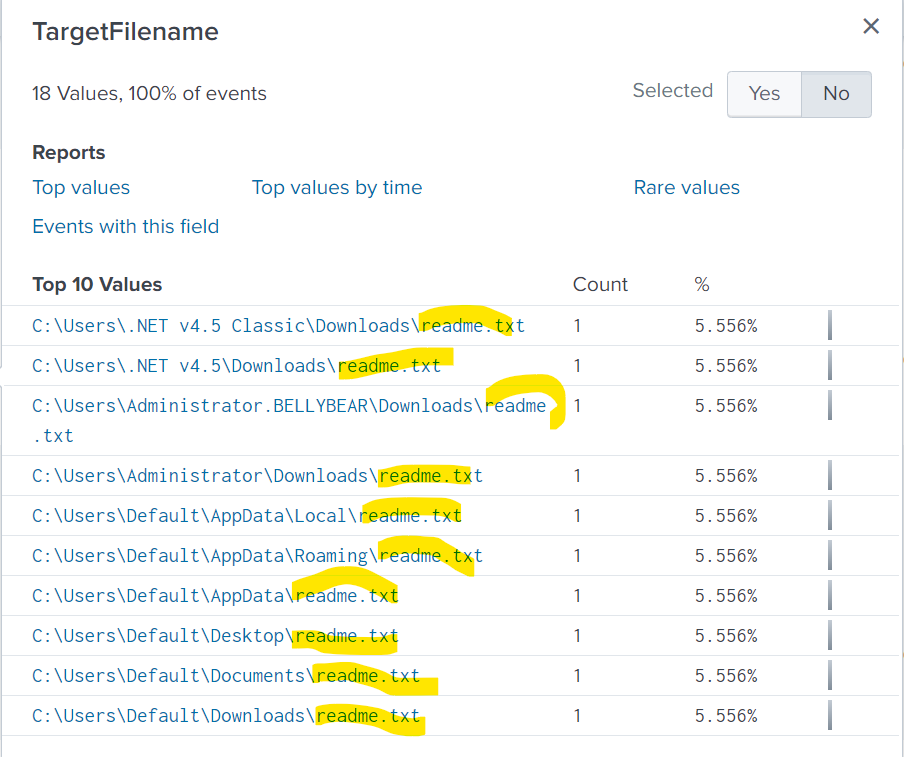 TargetFilename
18 Values, 100% of events
Selected Yes No
Reports
Top values Top values by time Rare values
Events with this field
Top 10 Values Count %
C:\Users\.NET v4.5 Classic\Downloads\readme.txt 1 5.556%
C:\Users\.NET v4.5\Downloads\readme.txt 1 5.556%
C:\Users\Administrator.BELLYBEAR\Downloads\readme 1 5.556%
.txt
C:\Users\Administrator\Downloads\readme.txt 1 5.556%
C:\Users\Default\AppData\Local\readme.txt 1 5.556%
C:\Users\Default\AppData\Roaming\readme.txt 1 5.556%
C:\Users\Default\AppData\readme.txt 1 5.556%
C:\Users\Default\Desktop\readme.txt 1 5.556%
C:\Users\Default\Documents\readme.txt 1 5.556%
C:\Users\Default\Downloads\readme.txt 1 5.556%